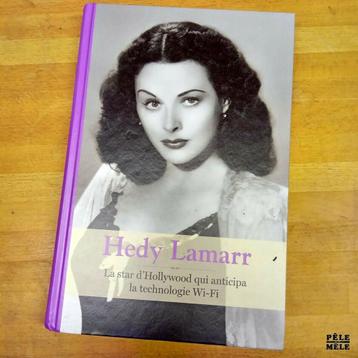 Hedy Lamarr
La star d'Hollywood qui anticipa
la technologie Wi-Fi
PÊLE
MÊLE